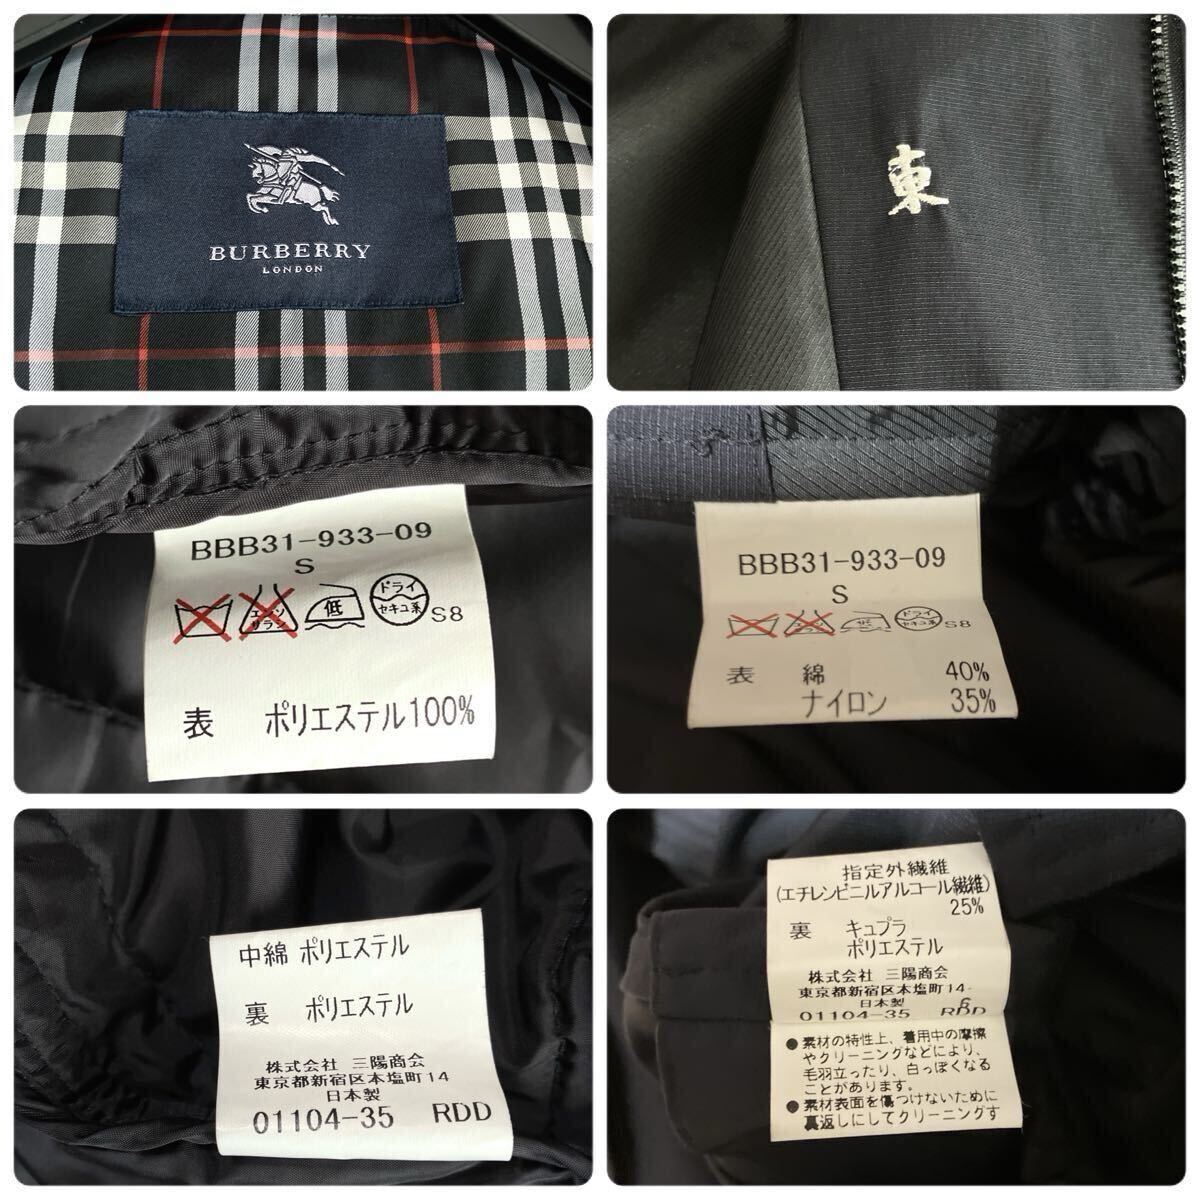 BURBERRY
LONDON
東
BBB31-933-09
S
エンソ
サラシ
低
ドライ
セキユ系
S8
表 ポリエステル100%
BBB31-933-09
S
エンソ
サラシ
低
ドライ
セキユ系
S8
表 綿 40%
ナイロン 35%
中綿 ポリエステル
裏 ポリエステル
株式会社 三陽商会
東京都新宿区本塩町14
日本製
01104-35 RDD
指定外繊維
(エチレンビニルアルコール繊維)
25%
裏 キュプラ
ポリエステル
株式会社 三陽商会
東京都新宿区本塩町14
日本製 6
01104-35 RDD
●素材の特性上、着用中の摩擦
やクリーニングなどにより、
毛羽立ったり、白っぽくなる
ことがあります。
●素材表面を傷つけないために
裏返しにしてクリーニングす